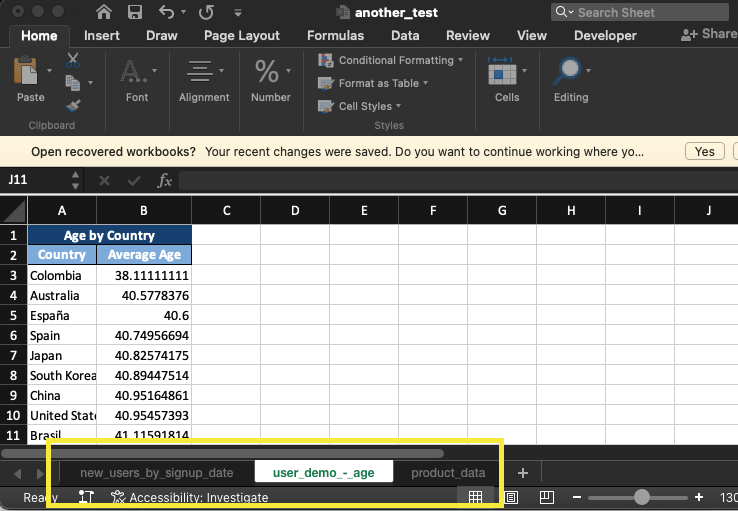 another_test
Search Sheet
Home Insert Draw Page Layout Formulas Data Review View Developer Share
Paste Font Alignment Number Conditional Formatting Format as Table Cell Styles Cells Editing
Clipboard Styles
Open recovered workbooks? Your recent changes were saved. Do you want to continue working where yo... Yes
J11 fx
A B C D E F G H I J
1 Age by Country
2 Country Average Age
3 Colombia 38.11111111
4 Australia 40.5778376
5 España 40.6
6 Spain 40.74956694
7 Japan 40.82574175
8 South Korea 40.89447514
9 China 40.95164861
10 United State 40.95457393
11 Brasil 41.11591814
new_users_by_signup_date user_demo_-_age product_data +
Ready Accessibility: Investigate - + 130